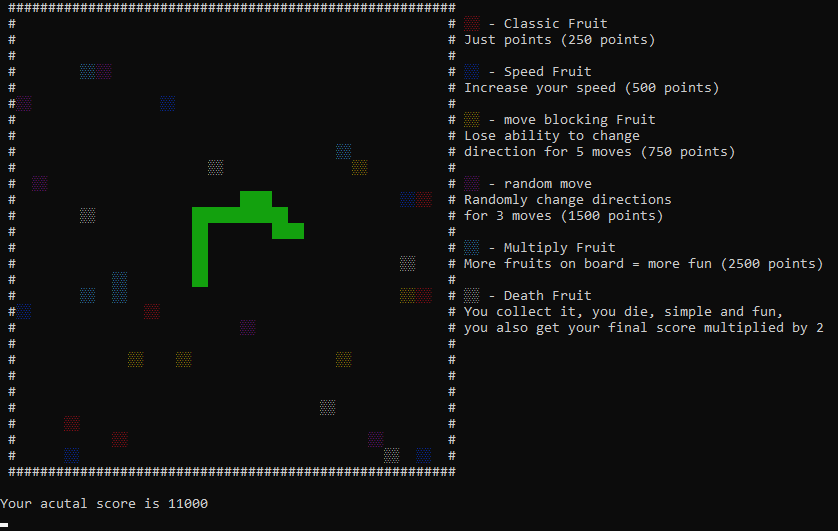 ########################################################
# # ▒▒ - Classic Fruit
# # Just points (250 points)
# #
# # ▒▒ - Speed Fruit
# # Increase your speed (500 points)
# #
# # ▒▒ - move blocking Fruit
# # Lose ability to change
# # direction for 5 moves (750 points)
# #
# # ▒▒ - random move
# # Randomly change directions
# # for 3 moves (1500 points)
# #
# # ▒▒ - Multiply Fruit
# # More fruits on board = more fun (2500 points)
# #
# # ▒▒ - Death Fruit
# # You collect it, you die, simple and fun,
# # you also get your final score multiplied by 2
# #
# #
# #
# #
# #
# #
# #
# #
########################################################
Your acutal score is 11000